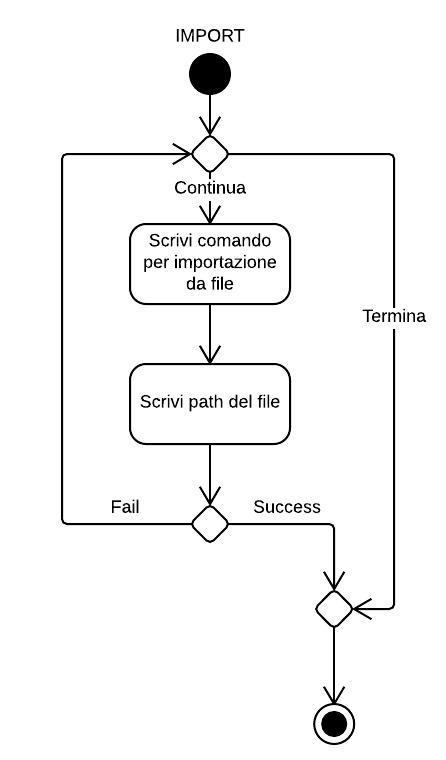 IMPORT
Continua
Scrivi comando
per importazione
da file
Termina
Scrivi path del file
Fail
Success